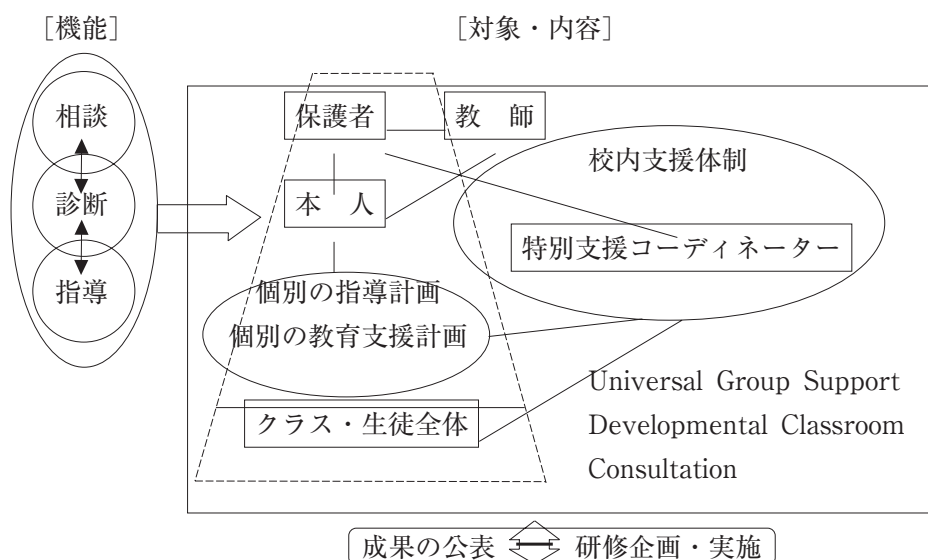 [機能]
[対象・内容]
相談
診断
指導
保護者
教　師
本　人
校内支援体制
特別支援コーディネーター
個別の指導計画
個別の教育支援計画
クラス・生徒全体
Universal Group Support
Developmental Classroom
Consultation
成果の公表
研修企画・実施